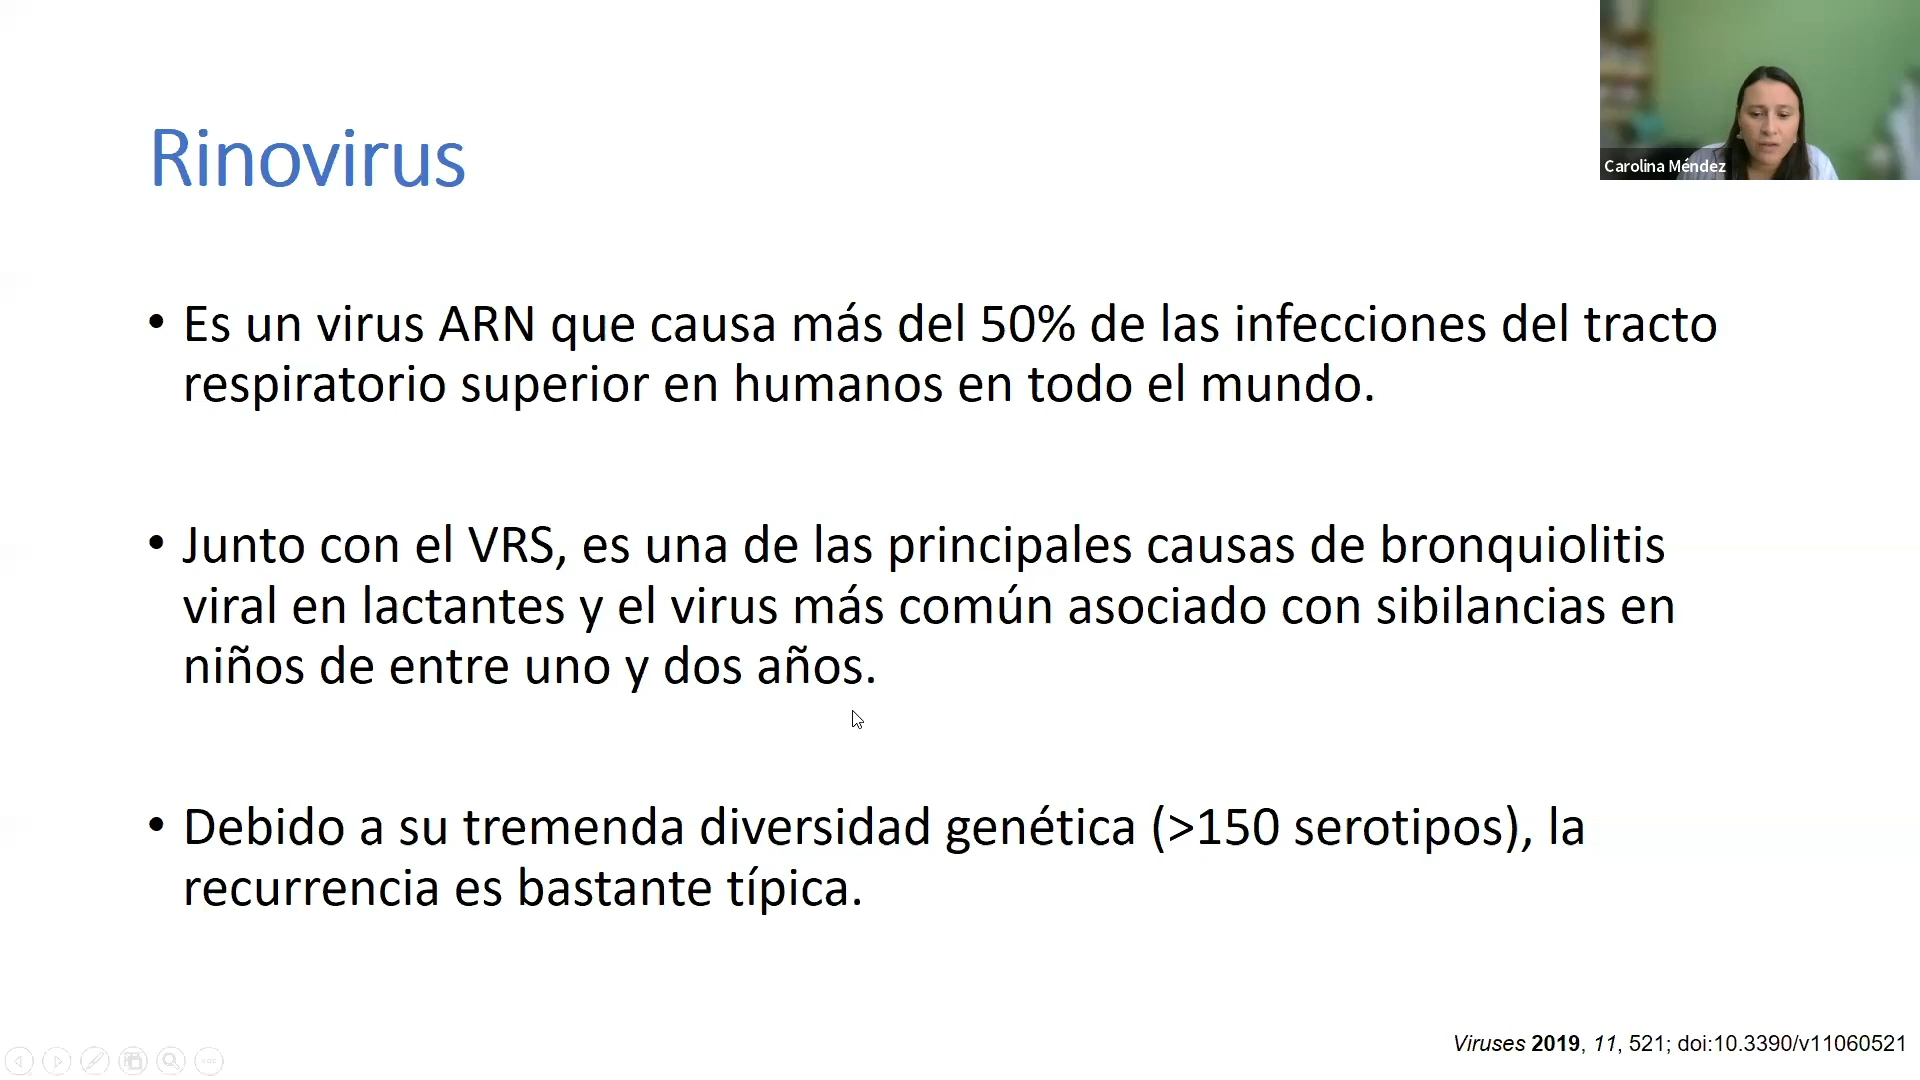 Carolina Méndez
Rinovirus
• Es un virus ARN que causa más del 50% de las infecciones del tracto
respiratorio superior en humanos en todo el mundo.
• Junto con el VRS, es una de las principales causas de bronquiolitis
viral en lactantes y el virus más común asociado con sibilancias en
niños de entre uno y dos años.
• Debido a su tremenda diversidad genética (>150 serotipos), la
recurrencia es bastante típica.
Viruses 2019, 11, 521; doi:10.3390/v11060521